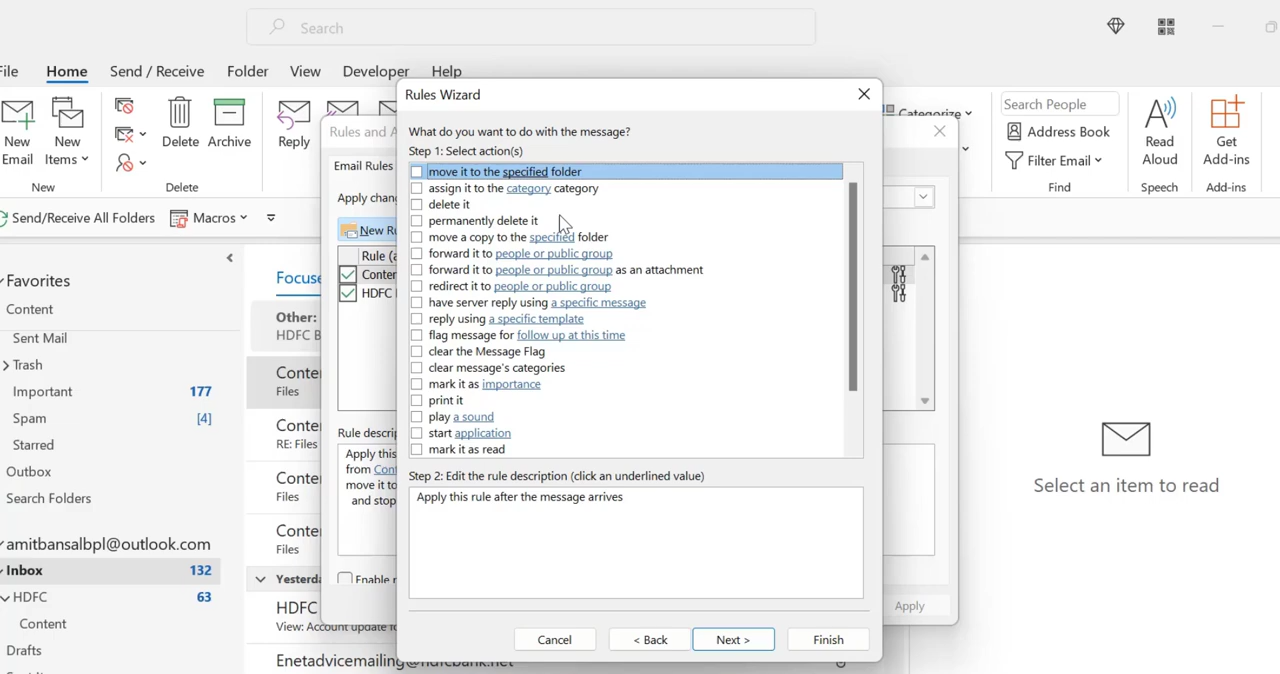 Search
File
Home
Send / Receive
Folder
View
Developer
Help
New Email
New Items
New
Delete
Archive
Delete
Reply
Categorize
Search People
Address Book
Filter Email
Find
Read Aloud
Speech
Get Add-ins
Add-ins
Send/Receive All Folders
Macros
Favorites
Content
Sent Mail
Trash
Important 177
Spam [4]
Starred
Outbox
Search Folders
amitbansalbpl@outlook.com
Inbox 132
HDFC 63
Content
Drafts
Focuse
Other:
HDFC B
Conte
Files
Conte
RE: Files
Conte
Files
Conte
Files
Yesterda
HDFC
View: Account update fo
Enetadvicemailing@hdfcbank.net
Rules and A
Email Rules
Apply chang
New Ru
Rule (a
Conten
HDFC
Rule descrip
Apply this
from Cont
move it to
and stop
Enable r
Apply
Rules Wizard
What do you want to do with the message?
Step 1: Select action(s)
move it to the specified folder
assign it to the category category
delete it
permanently delete it
move a copy to the specified folder
forward it to people or public group
forward it to people or public group as an attachment
redirect it to people or public group
have server reply using a specific message
reply using a specific template
flag message for follow up at this time
clear the Message Flag
clear message's categories
mark it as importance
print it
play a sound
start application
mark it as read
Step 2: Edit the rule description (click an underlined value)
Apply this rule after the message arrives
Cancel
< Back
Next >
Finish
Select an item to read